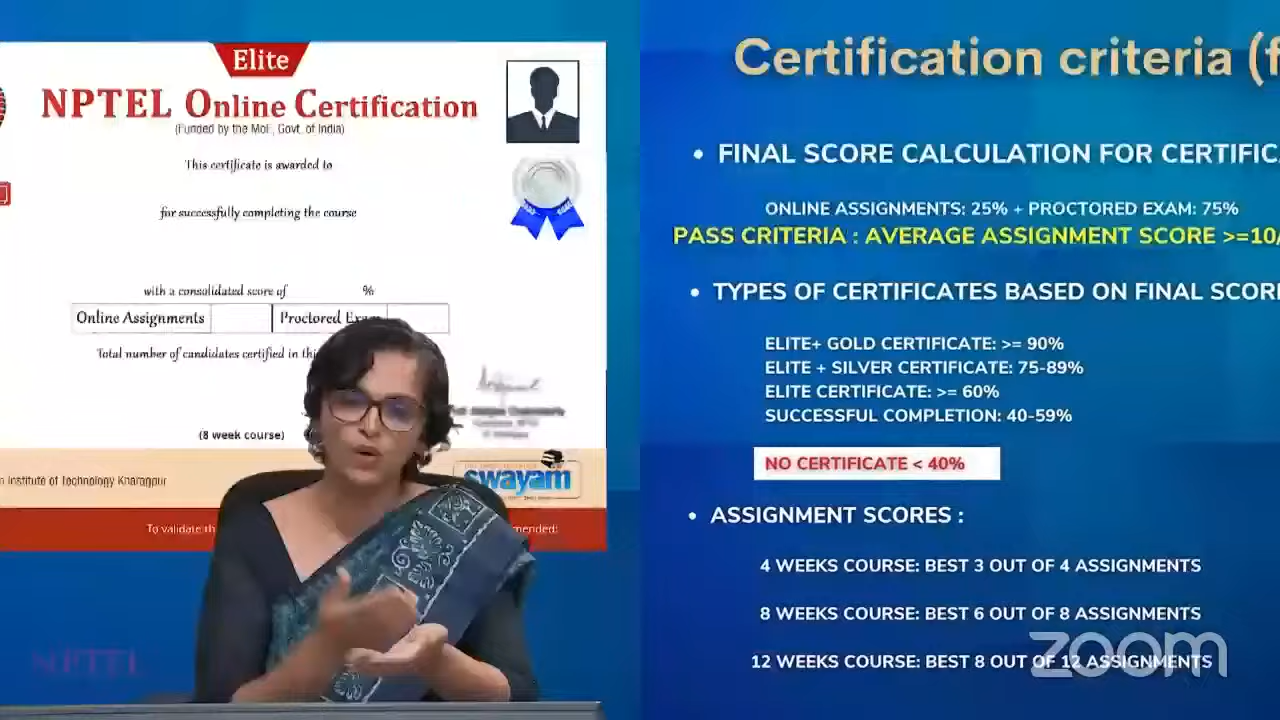 Elite
NPTEL Online Certification
(Funded by the MoE, Govt. of India)
This certificate is awarded to
for successfully completing the course
with a consolidated score of %
Online Assignments Proctored Exam
Total number of candidates certified in thi
(8 week course)
swayam
n Institute of Technology Kharagpur
To validate th
mended:
NPTEL
Certification criteria (f
• FINAL SCORE CALCULATION FOR CERTIFICA
ONLINE ASSIGNMENTS: 25% + PROCTORED EXAM: 75%
PASS CRITERIA : AVERAGE ASSIGNMENT SCORE >=10/
• TYPES OF CERTIFICATES BASED ON FINAL SCORE
ELITE+ GOLD CERTIFICATE: >= 90%
ELITE + SILVER CERTIFICATE: 75-89%
ELITE CERTIFICATE: >= 60%
SUCCESSFUL COMPLETION: 40-59%
NO CERTIFICATE < 40%
• ASSIGNMENT SCORES :
4 WEEKS COURSE: BEST 3 OUT OF 4 ASSIGNMENTS
8 WEEKS COURSE: BEST 6 OUT OF 8 ASSIGNMENTS
12 WEEKS COURSE: BEST 8 OUT OF 12 ASSIGNMENTS
zoom